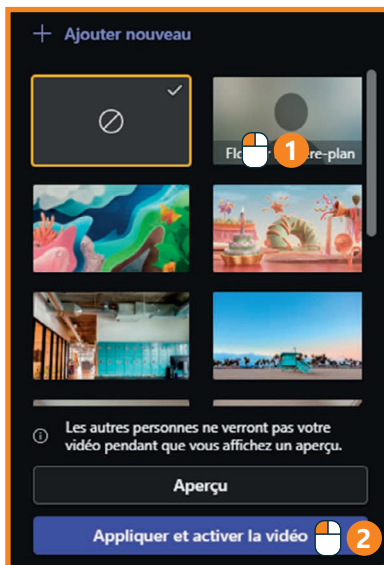 Ajouter nouveau
1
Les autres personnes ne verront pas votre
vidéo pendant que vous affichez un aperçu.
Aperçu
Appliquer et activer la vidéo
2